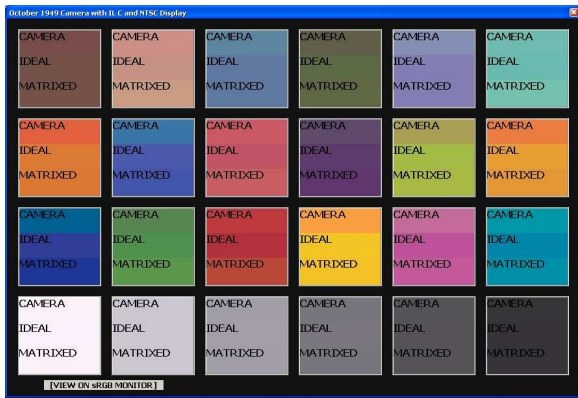 October 1949 Camera with ILC and NTSC Display
CAMERA CAMERA CAMERA CAMERA CAMERA CAMERA
IDEAL IDEAL IDEAL IDEAL IDEAL IDEAL
MATRIXED MATRIXED MATRIXED MATRIXED MATRIXED MATRIXED
CAMERA CAMERA CAMERA CAMERA CAMERA CAMERA
IDEAL IDEAL IDEAL IDEAL IDEAL IDEAL
MATRIXED MATRIXED MATRIXED MATRIXED MATRIXED MATRIXED
CAMERA CAMERA CAMERA CAMERA CAMERA CAMERA
IDEAL IDEAL IDEAL IDEAL IDEAL IDEAL
MATRIXED MATRIXED MATRIXED MATRIXED MATRIXED MATRIXED
CAMERA CAMERA CAMERA CAMERA CAMERA CAMERA
IDEAL IDEAL IDEAL IDEAL IDEAL IDEAL
MATRIXED MATRIXED MATRIXED MATRIXED MATRIXED MATRIXED
[VIEW ON sRGB MONITOR]